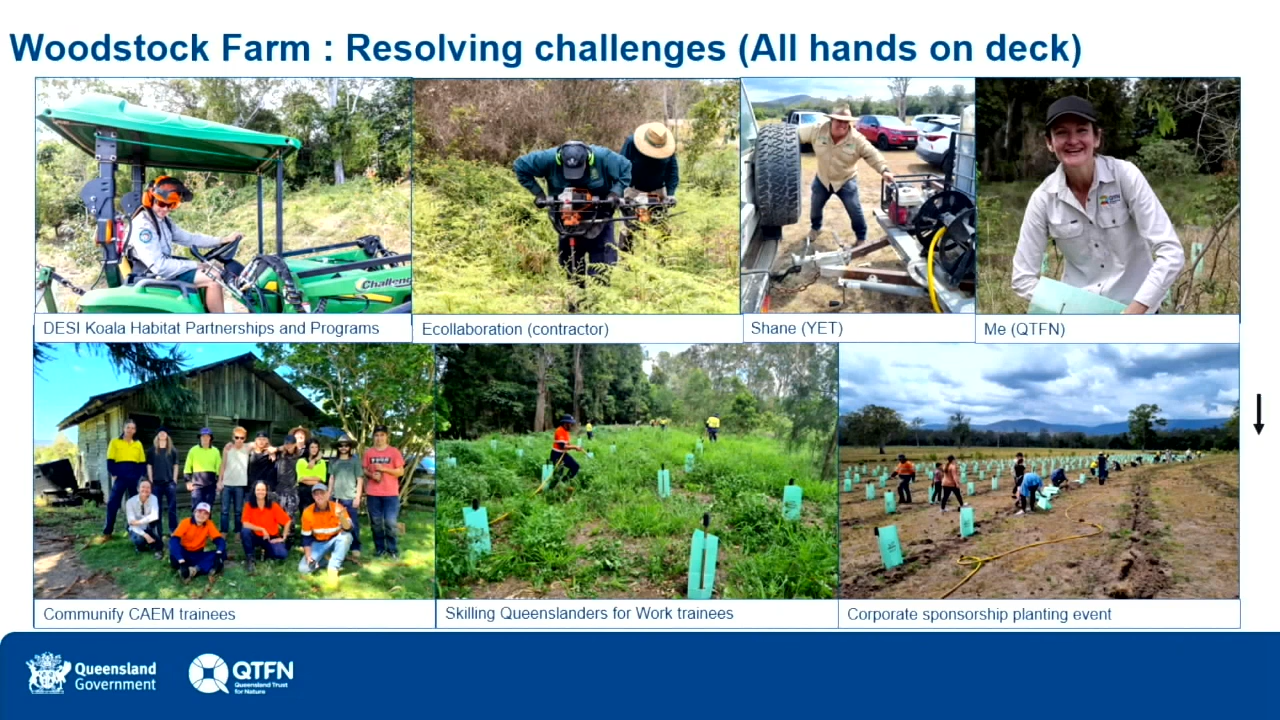 Woodstock Farm : Resolving challenges (All hands on deck)
Challen
DESI Koala Habitat Partnerships and Programs
Ecollaboration (contractor)
Shane (YET)
Me (QTFN)
Communify CAEM trainees
Skilling Queenslanders for Work trainees
Corporate sponsorship planting event
Queensland
Government
QTFN
Queensland Trust
for Nature